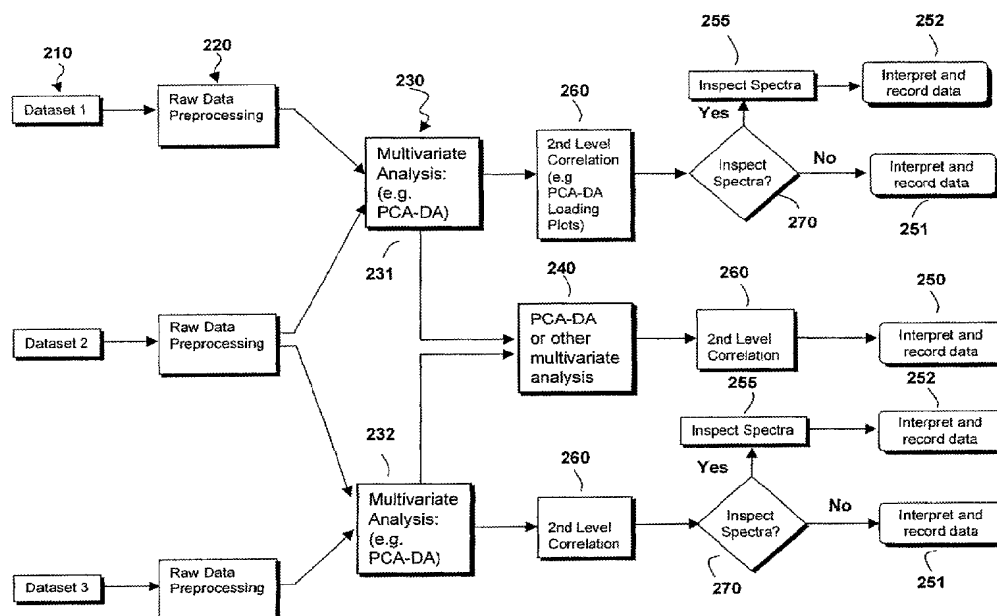 210
220
230
260
255
252
Dataset 1
Raw Data
Preprocessing
Multivariate
Analysis:
(e.g.
PCA-DA)
2nd Level
Correlation
(e.g
PCA-DA
Loading
Plots)
Inspect Spectra
Interpret and
record data
Yes
Inspect
Spectra?
No
Interpret and
record data
270
251
231
240
260
250
Dataset 2
Raw Data
Preprocessing
PCA-DA
or other
multivariate
analysis
2nd Level
Correlation
Interpret and
record data
255
252
232
260
Inspect Spectra
Interpret and
record data
Yes
Multivariate
Analysis:
(e.g.
PCA-DA)
2nd Level
Correlation
Inspect
Spectra?
No
Interpret and
record data
270
251
Dataset 3
Raw Data
Preprocessing